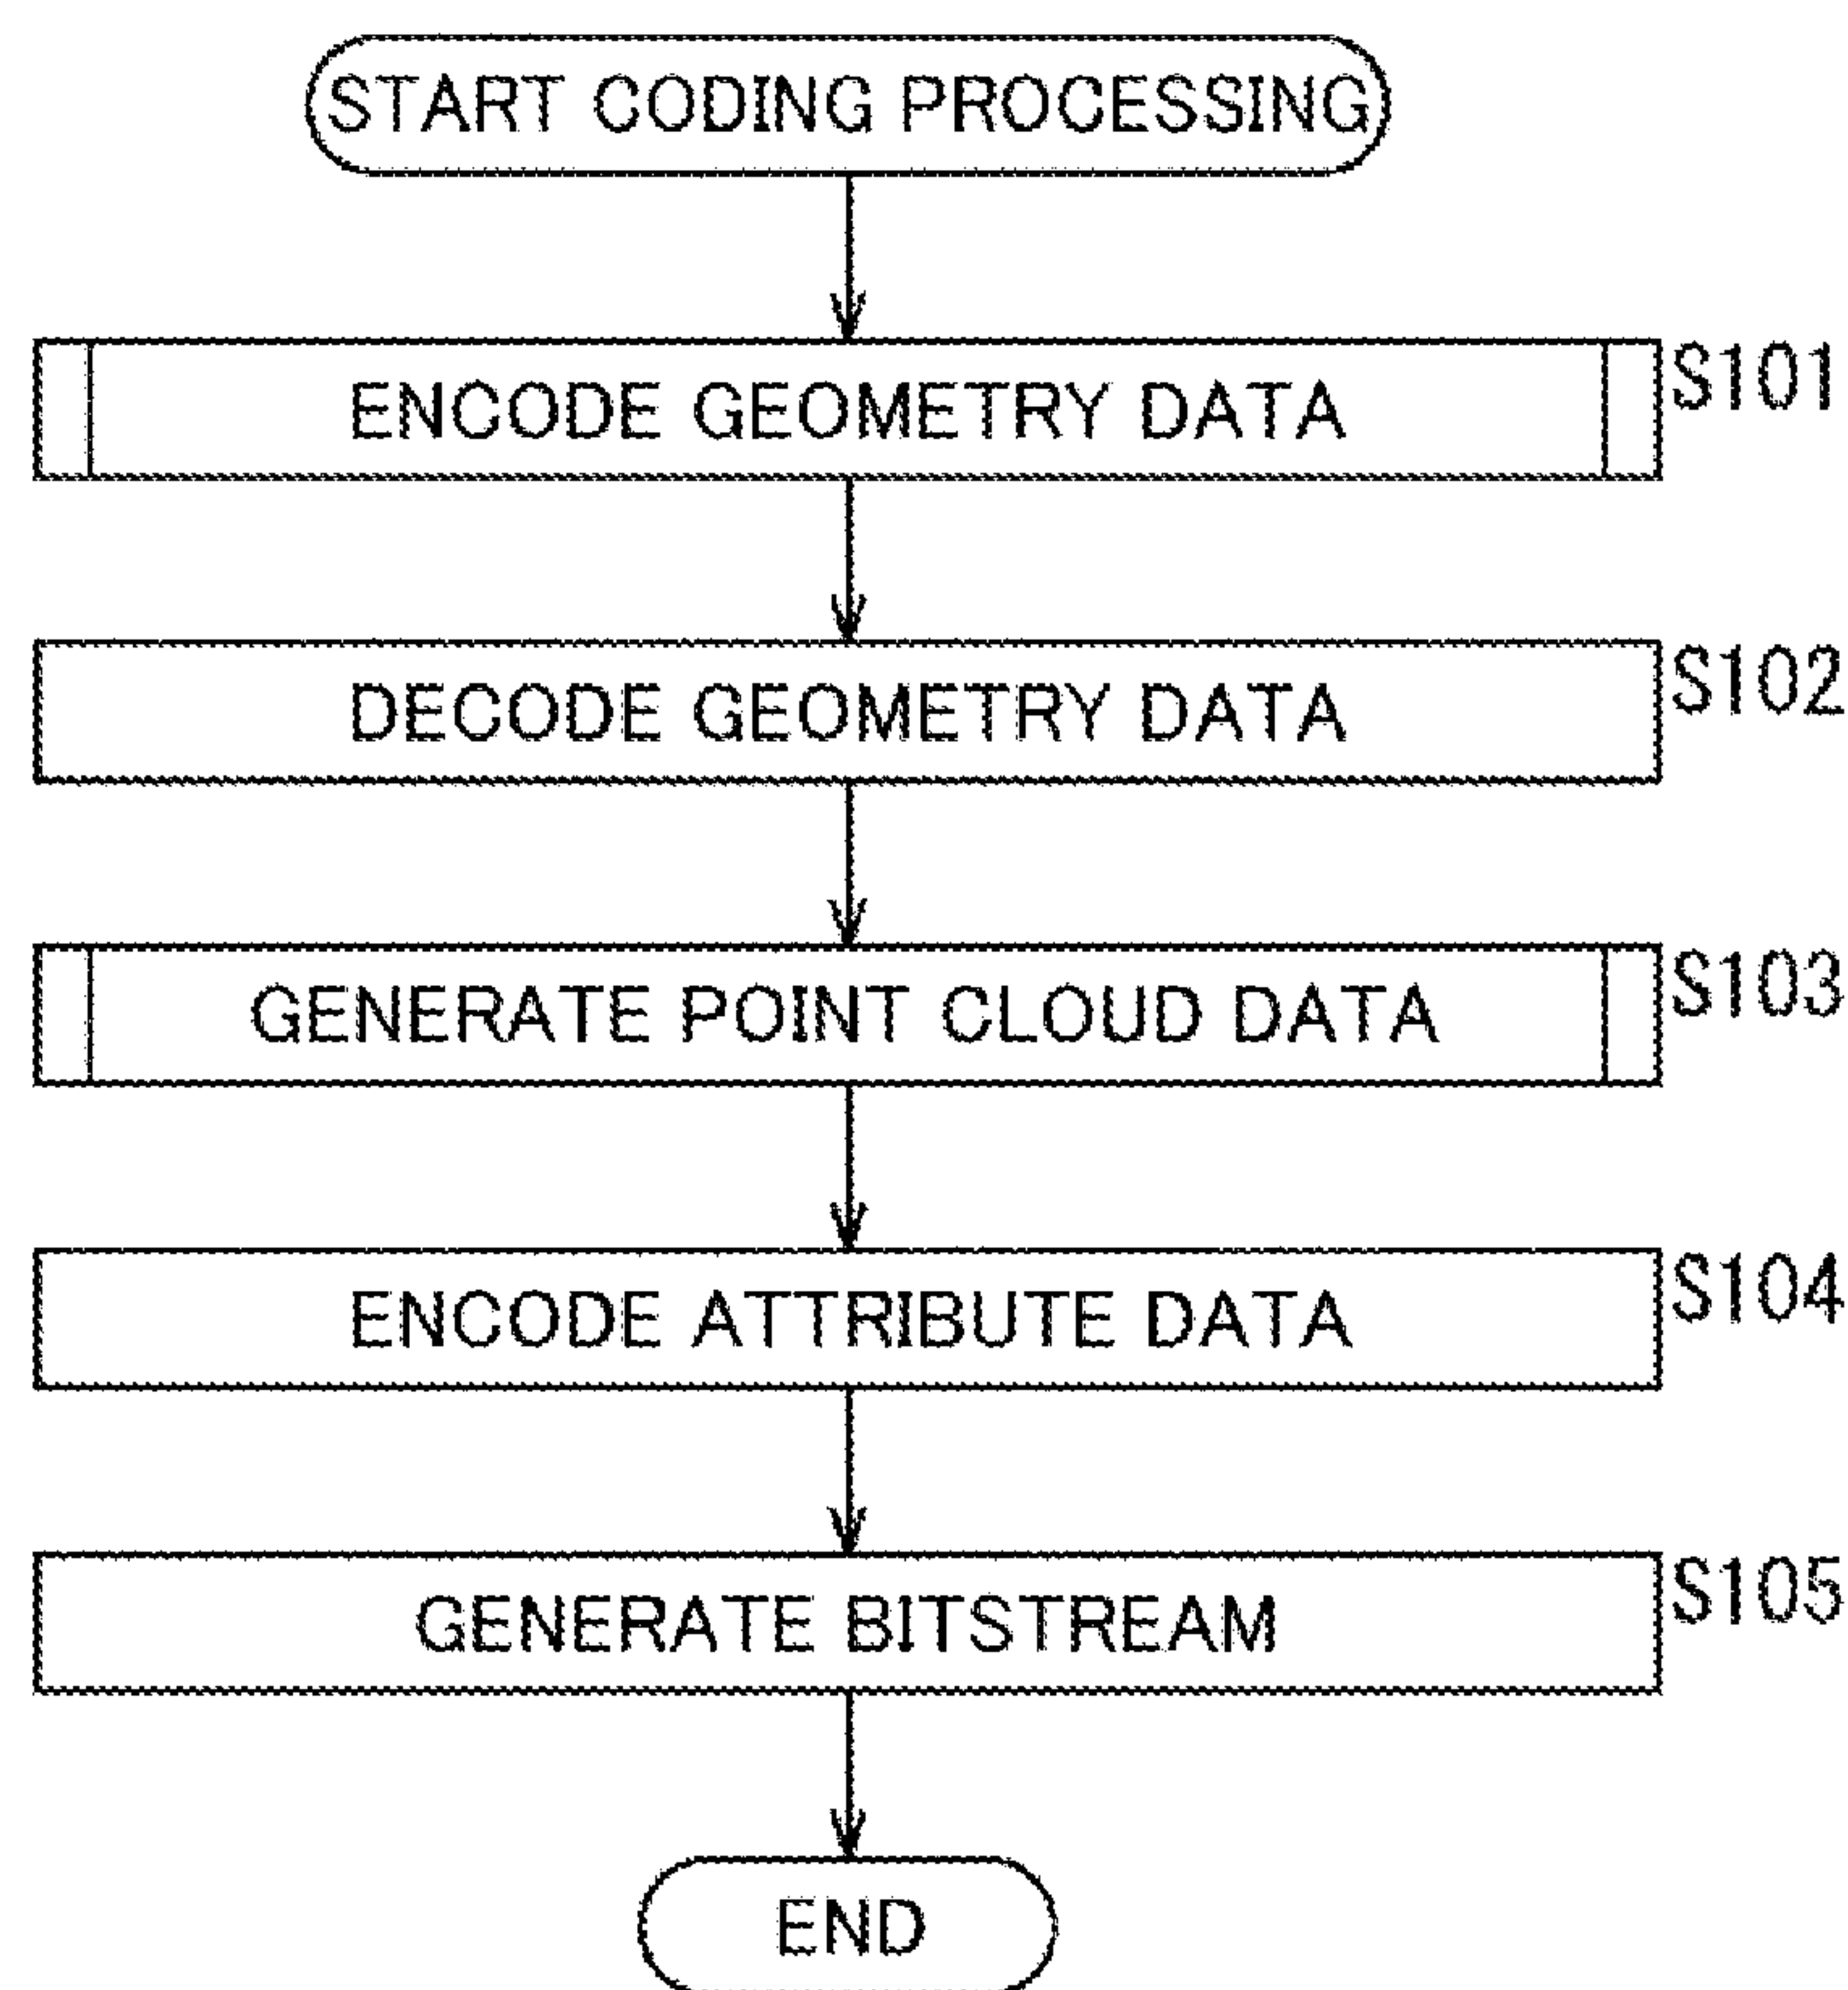 START CODING PROCESSING
ENCODE GEOMETRY DATA S101
DECODE GEOMETRY DATA S102
GENERATE POINT CLOUD DATA S103
ENCODE ATTRIBUTE DATA S104
GENERATE BITSTREAM S105
END